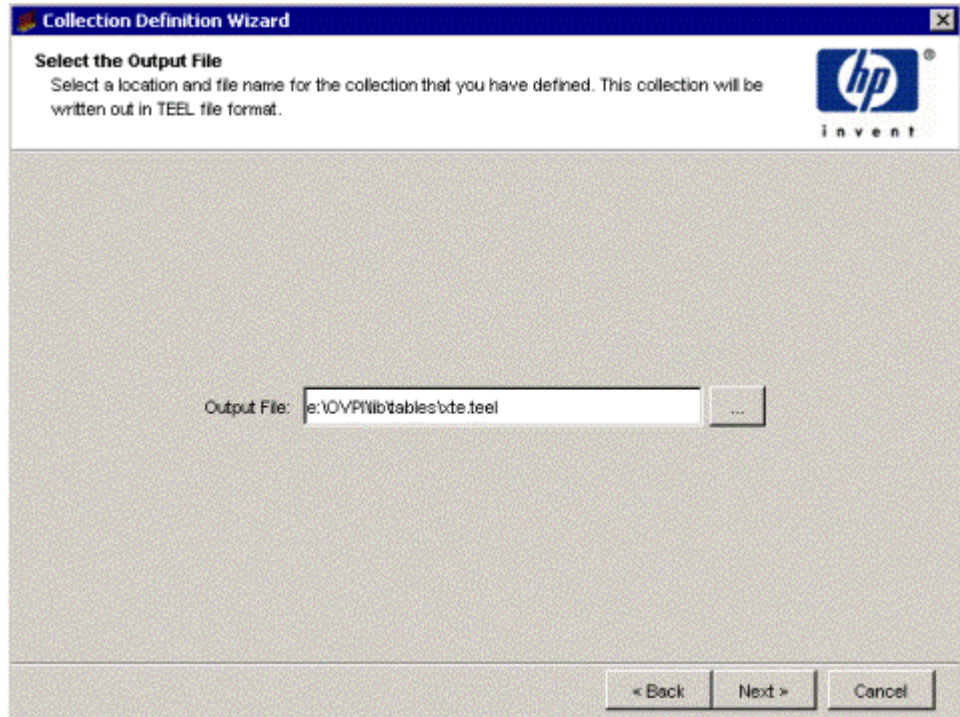 Collection Definition Wizard
Select the Output File
Select a location and file name for the collection that you have defined. This collection will be
written out in TEEL file format.
hp
®
invent
Output File: e:\OVPI\lib\tables\xte.teel ...
< Back Next > Cancel